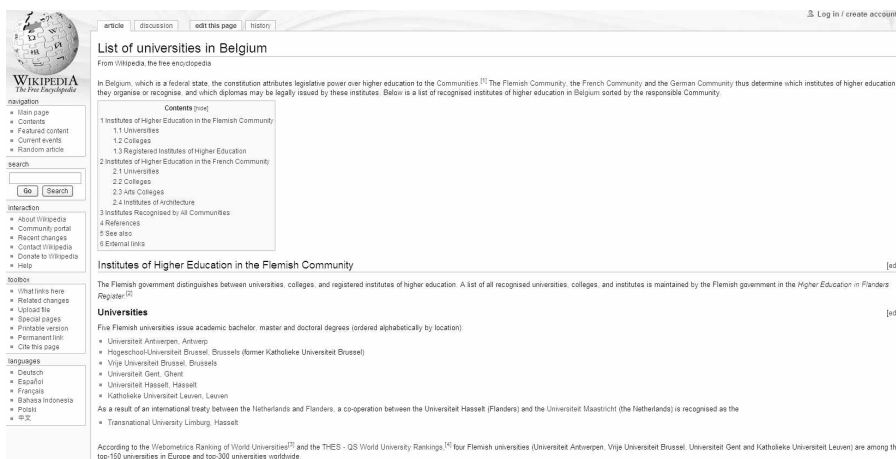 Log in / create account
article
discussion
edit this page
history
List of universities in Belgium
From Wikipedia, the free encyclopedia
In Belgium, which is a federal state, the constitution attributes legislative power over higher education to the Communities.[1] The Flemish Community, the French Community and the German Community thus determine which institutes of higher education
they organise or recognise, and which diplomas may be legally issued by these institutes. Below is a list of recognised institutes of higher education in Belgium sorted by the responsible Community.
Contents [hide]
1 Institutes of Higher Education in the Flemish Community
1.1 Universities
1.2 Colleges
1.3 Registered Institutes of Higher Education
2 Institutes of Higher Education in the French Community
2.1 Universities
2.2 Colleges
2.3 Arts Colleges
2.4 Institutes of Architecture
3 Institutes Recognised by All Communities
4 References
5 See also
6 External links
Institutes of Higher Education in the Flemish Community
[ed
The Flemish government distinguishes between universities, colleges, and registered institutes of higher education. A list of all recognised universities, colleges, and institutes is maintained by the Flemish government in the Higher Education in Flanders
Register.[2]
Universities
[ed
Five Flemish universities issue academic bachelor, master and doctoral degrees (ordered alphabetically by location):
Universiteit Antwerpen, Antwerp
Hogeschool-Universiteit Brussel, Brussels (former Katholieke Universiteit Brussel)
Vrije Universiteit Brussel, Brussels
Universiteit Gent, Ghent
Universiteit Hasselt, Hasselt
Katholieke Universiteit Leuven, Leuven
As a result of an international treaty between the Netherlands and Flanders, a co-operation between the Universiteit Hasselt (Flanders) and the Universiteit Maastricht (the Netherlands) is recognised as the
Transnational University Limburg, Hasselt
According to the Webometrics Ranking of World Universities[3] and the THES - QS World University Rankings,[4] four Flemish universities (Universiteit Antwerpen, Vrije Universiteit Brussel, Universiteit Gent and Katholieke Universiteit Leuven) are among th
top-150 universities in Europe and top-300 universities worldwide.
WIKIPEDIA
The Free Encyclopedia
navigation
Main page
Contents
Featured content
Current events
Random article
search
Go
Search
interaction
About Wikipedia
Community portal
Recent changes
Contact Wikipedia
Donate to Wikipedia
Help
toolbox
What links here
Related changes
Upload file
Special pages
Printable version
Permanent link
Cite this page
languages
Deutsch
Español
Français
Bahasa Indonesia
Polski
中文